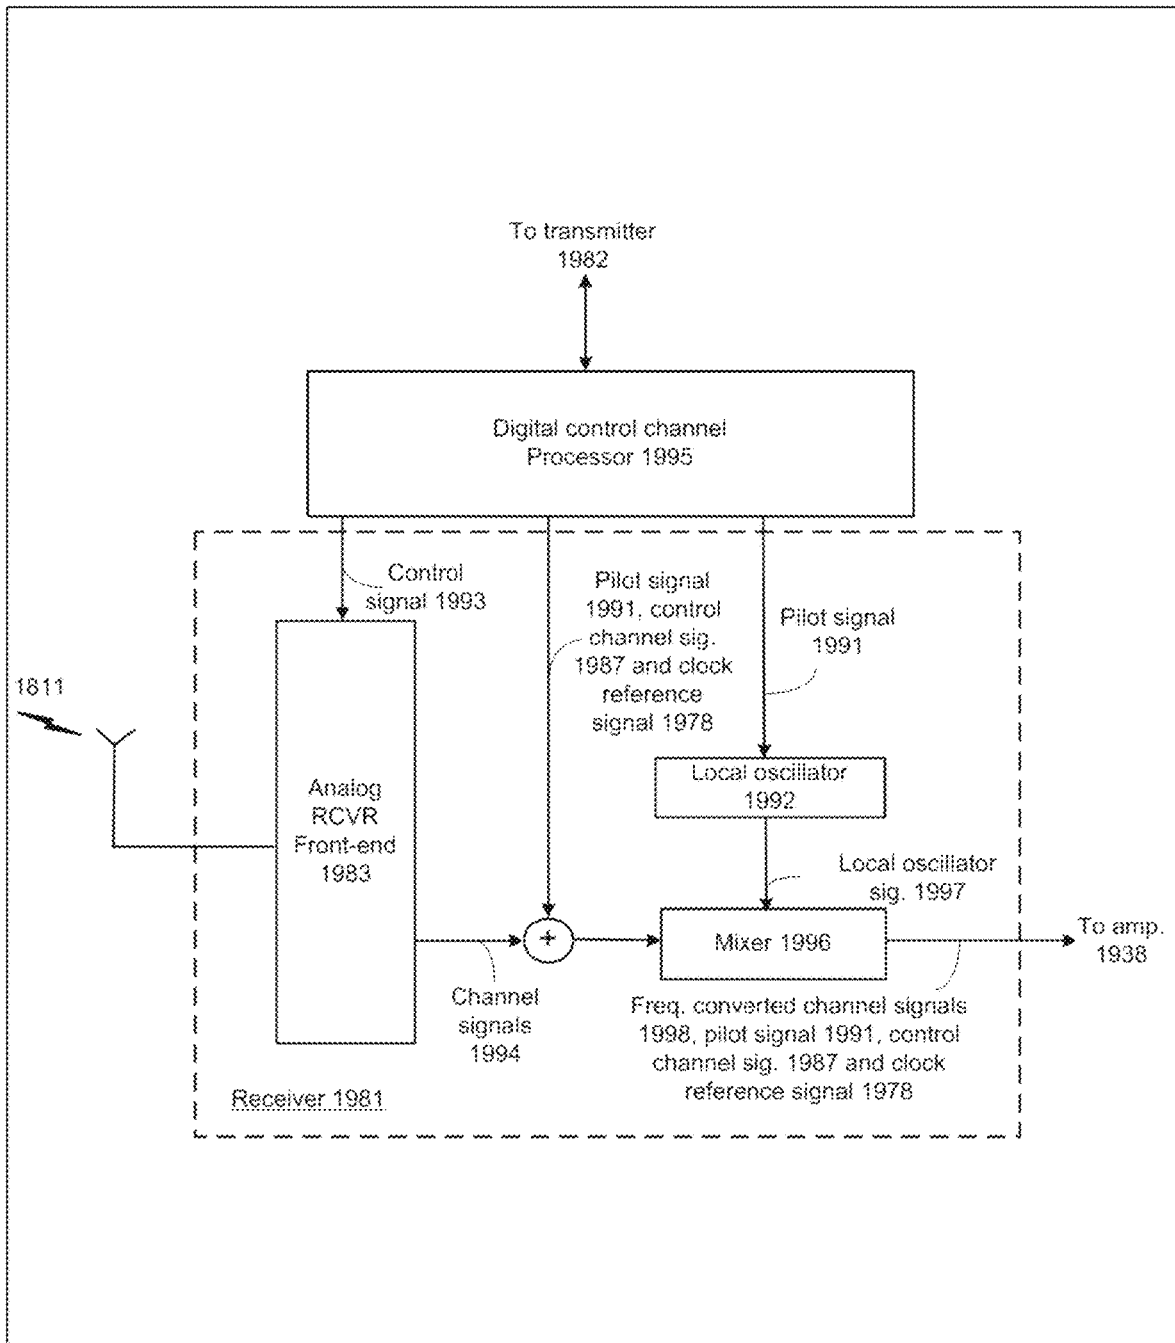 To transmitter
1982
Digital control channel
Processor 1995
Control
signal 1993
Pilot signal
1991, control
channel sig.
1987 and clock
reference
signal 1978
Pilot signal
1991
1811
Analog
RCVR
Front-end
1983
Local oscillator
1992
Local oscillator
sig. 1997
+
Mixer 1996
To amp.
1938
Channel
signals
1994
Freq. converted channel signals
1998, pilot signal 1991, control
channel sig. 1987 and clock
reference signal 1978
Receiver 1981